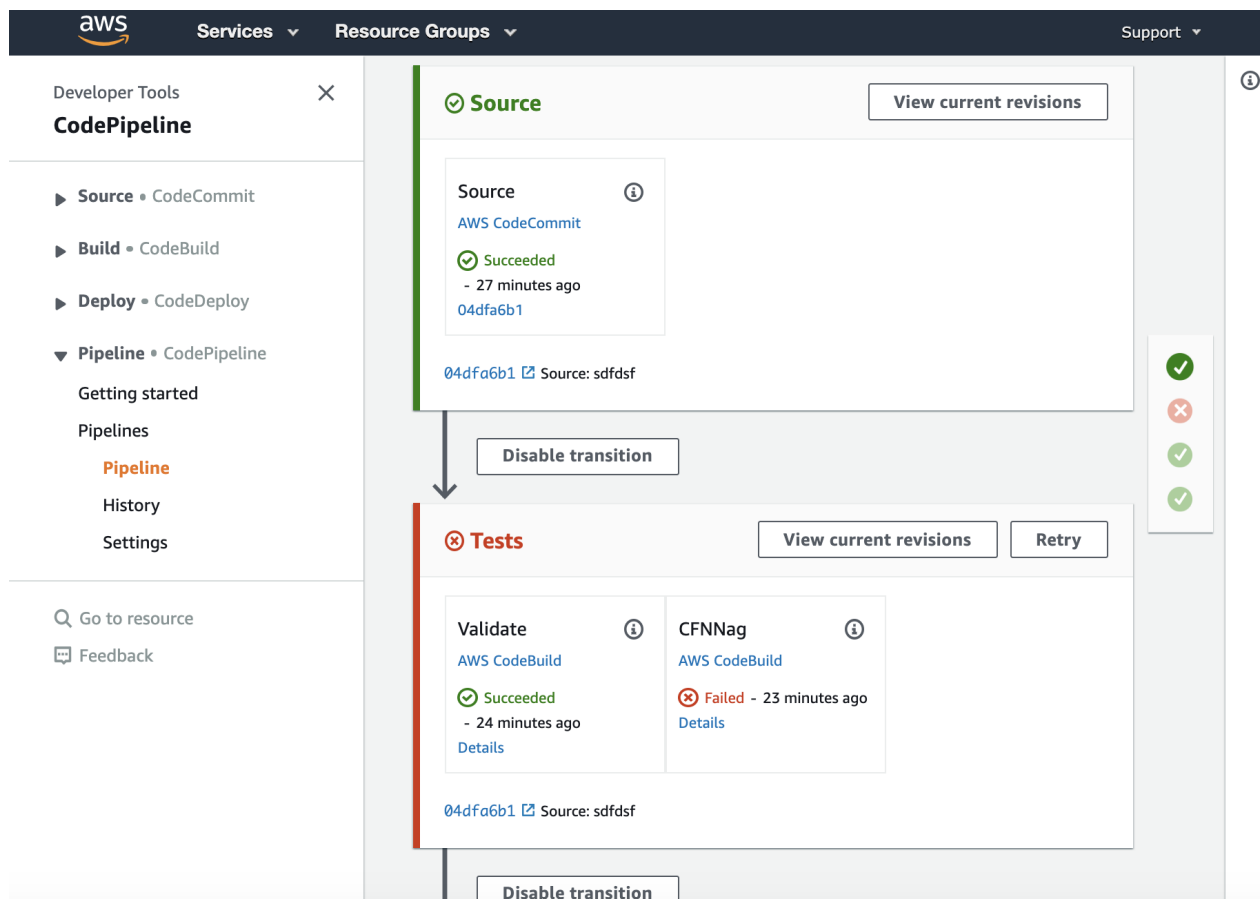 aws
Services
Resource Groups
Support
Developer Tools
CodePipeline
Source • CodeCommit
Build • CodeBuild
Deploy • CodeDeploy
Pipeline • CodePipeline
Getting started
Pipelines
Pipeline
History
Settings
Go to resource
Feedback
Source
View current revisions
Source
AWS CodeCommit
Succeeded
- 27 minutes ago
04dfa6b1
04dfa6b1 Source: sdfdsf
Disable transition
Tests
View current revisions
Retry
Validate
AWS CodeBuild
Succeeded
- 24 minutes ago
Details
CFNNag
AWS CodeBuild
Failed - 23 minutes ago
Details
04dfa6b1 Source: sdfdsf
Disable transition